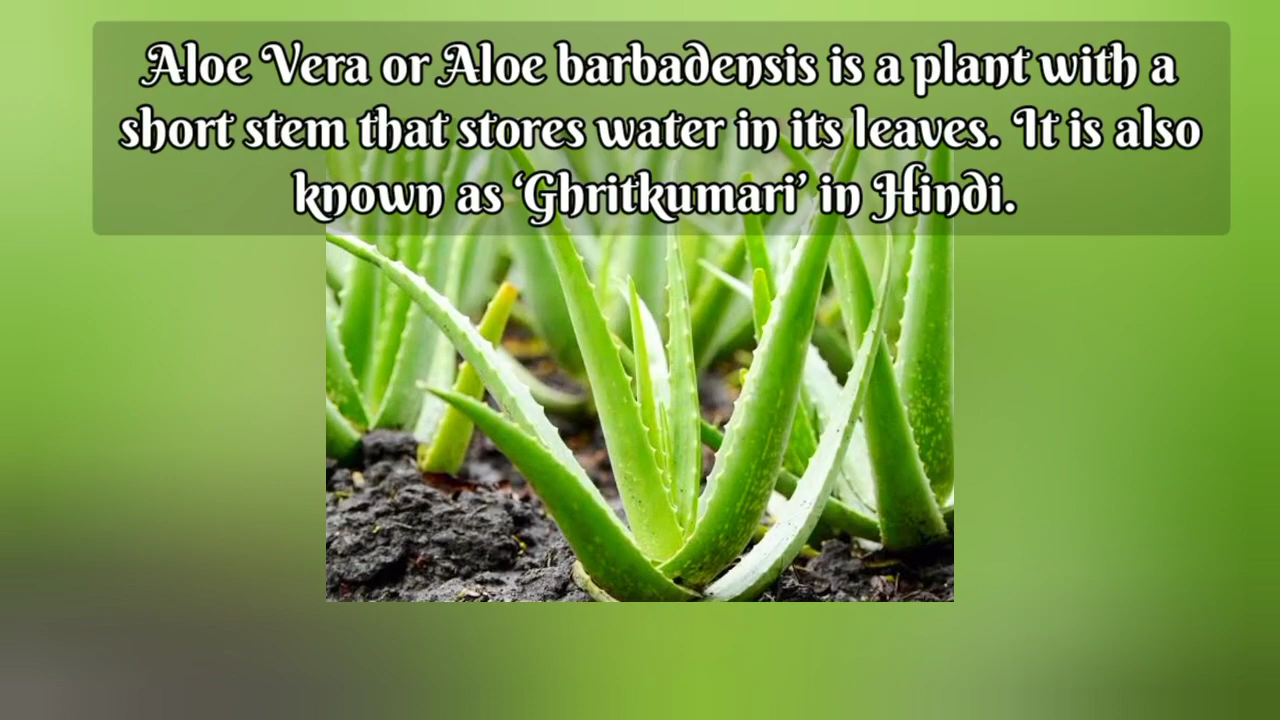 Aloe Vera or Aloe barbadensis is a plant with a
short stem that stores water in its leaves. It is also
known as ‘Ghritkumari’ in Hindi.